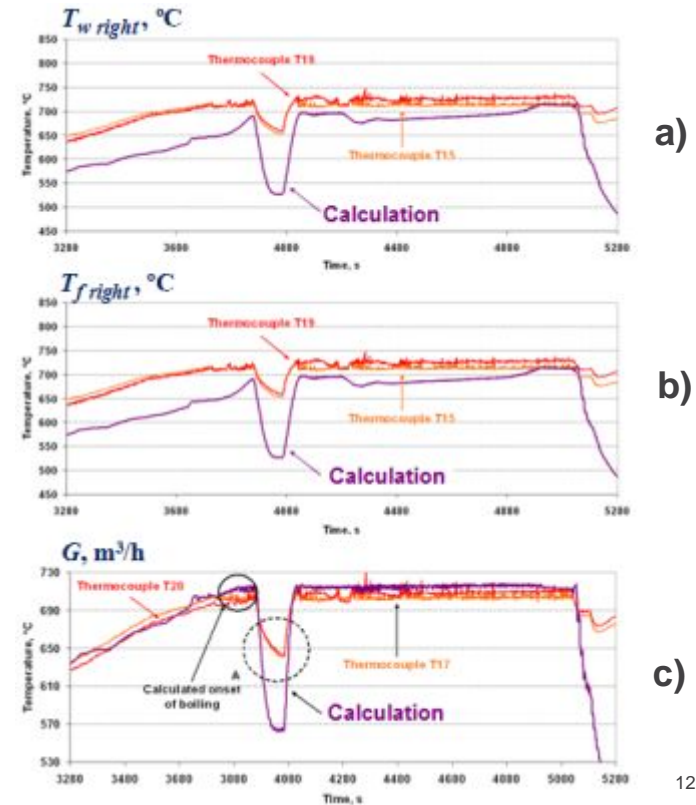 T w right, °C
850
800
750
700
650
600
550
500
450
Temperature, °C
Thermocouple T19
Thermocouple T15
Calculation
3200 3600 4000 4400 4800 5200
Time, s
a)
T f right, °C
850
800
750
700
650
600
550
500
450
Temperature, °C
Thermocouple T19
Thermocouple T15
Calculation
3200 3600 4000 4400 4800 5200
Time, s
b)
G, m³/h
730
690
650
610
570
530
Temperature, °C
Thermocouple T20
A
Calculated onset
of boiling
Thermocouple T17
Calculation
3200 3400 3600 3800 4000 4200 4400 4600 4800 5000 5200
Time, s
c)
12